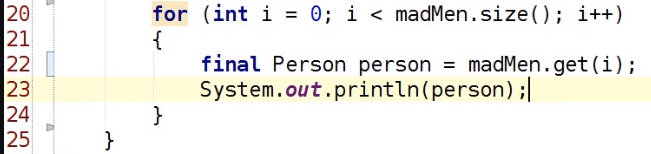 20 for (int i = 0; i < madMen.size(); i++)
21 {
22 final Person person = madMen.get(i);
23 System.out.println(person);
24 }
25 }